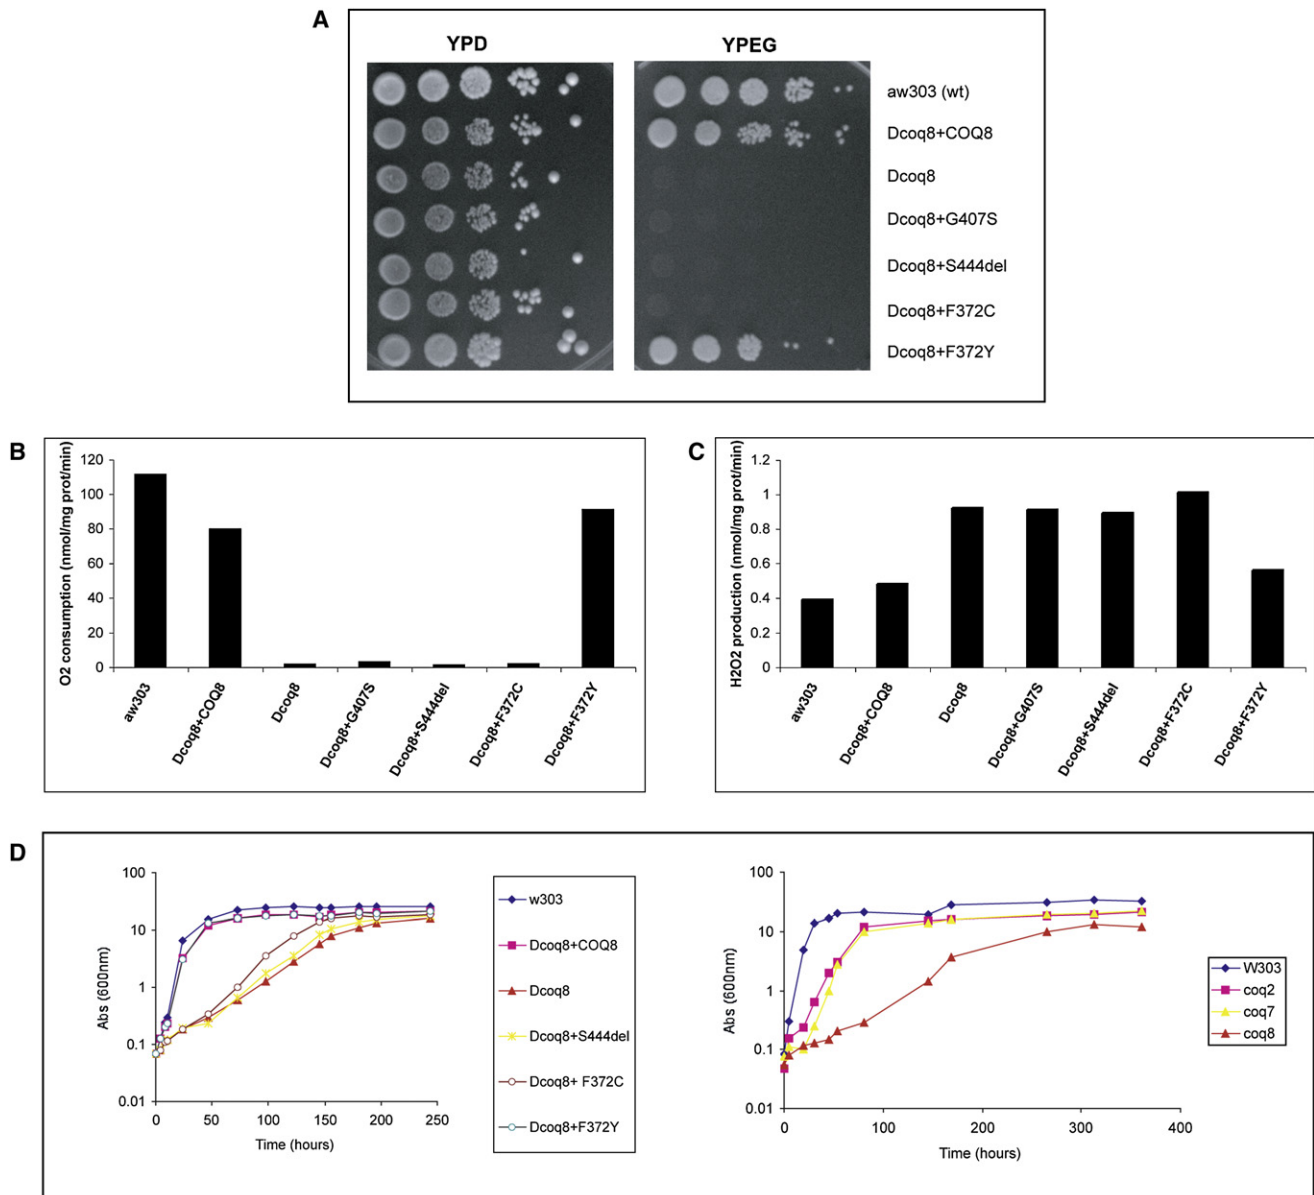 A
YPD
YPEG
aw303 (wt)
Dcoq8+COQ8
Dcoq8
Dcoq8+G407S
Dcoq8+S444del
Dcoq8+F372C
Dcoq8+F372Y
B
O2 consumption (nmol/mg prot/min)
120
100
80
60
40
20
0
aw303
Dcoq8+COQ8
Dcoq8
Dcoq8+G407S
Dcoq8+S444del
Dcoq8+F372C
Dcoq8+F372Y
C
H2O2 production (nmol/mg prot/min)
1.2
1
0.8
0.6
0.4
0.2
0
aw303
Dcoq8+COQ8
Dcoq8
Dcoq8+G407S
Dcoq8+S444del
Dcoq8+F372C
Dcoq8+F372Y
D
Abs (600nm)
100
10
1
0.1
0.01
0 50 100 150 200 250
Time (hours)
w303
Dcoq8+COQ8
Dcoq8
Dcoq8+S444del
Dcoq8+ F372C
Dcoq8+F372Y
Abs (600nm)
100
10
1
0.1
0.01
0 100 200 300 400
Time (hours)
W303
coq2
coq7
coq8